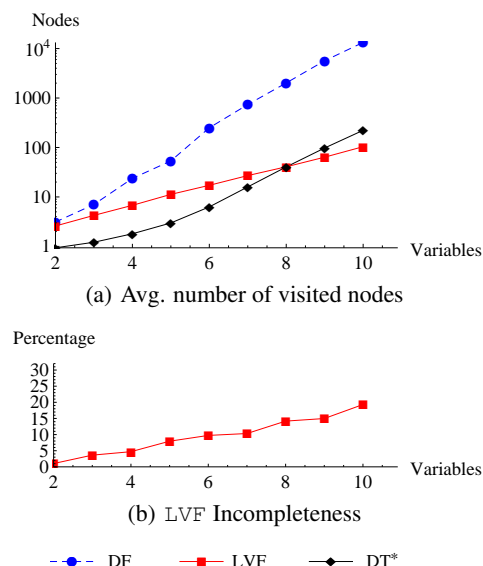 Nodes
10^4
1000
100
10
1
2 4 6 8 10 Variables
(a) Avg. number of visited nodes
Percentage
30
25
20
15
10
5
0
2 4 6 8 10 Variables
(b) LVF Incompleteness
DF LVF DT*